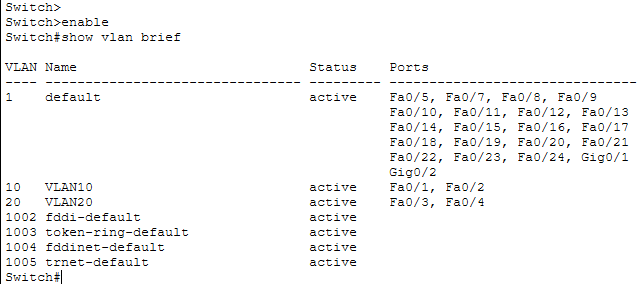 Switch>
Switch>enable
Switch#show vlan brief
VLAN Name                             Status    Ports
---- -------------------------------- --------- -------------------------------
1    default                          active    Fa0/5, Fa0/7, Fa0/8, Fa0/9
                                                Fa0/10, Fa0/11, Fa0/12, Fa0/13
                                                Fa0/14, Fa0/15, Fa0/16, Fa0/17
                                                Fa0/18, Fa0/19, Fa0/20, Fa0/21
                                                Fa0/22, Fa0/23, Fa0/24, Gig0/1
                                                Gig0/2
10   VLAN10                           active    Fa0/1, Fa0/2
20   VLAN20                           active    Fa0/3, Fa0/4
1002 fddi-default                     active
1003 token-ring-default               active
1004 fddinet-default                  active
1005 trnet-default                    active
Switch#